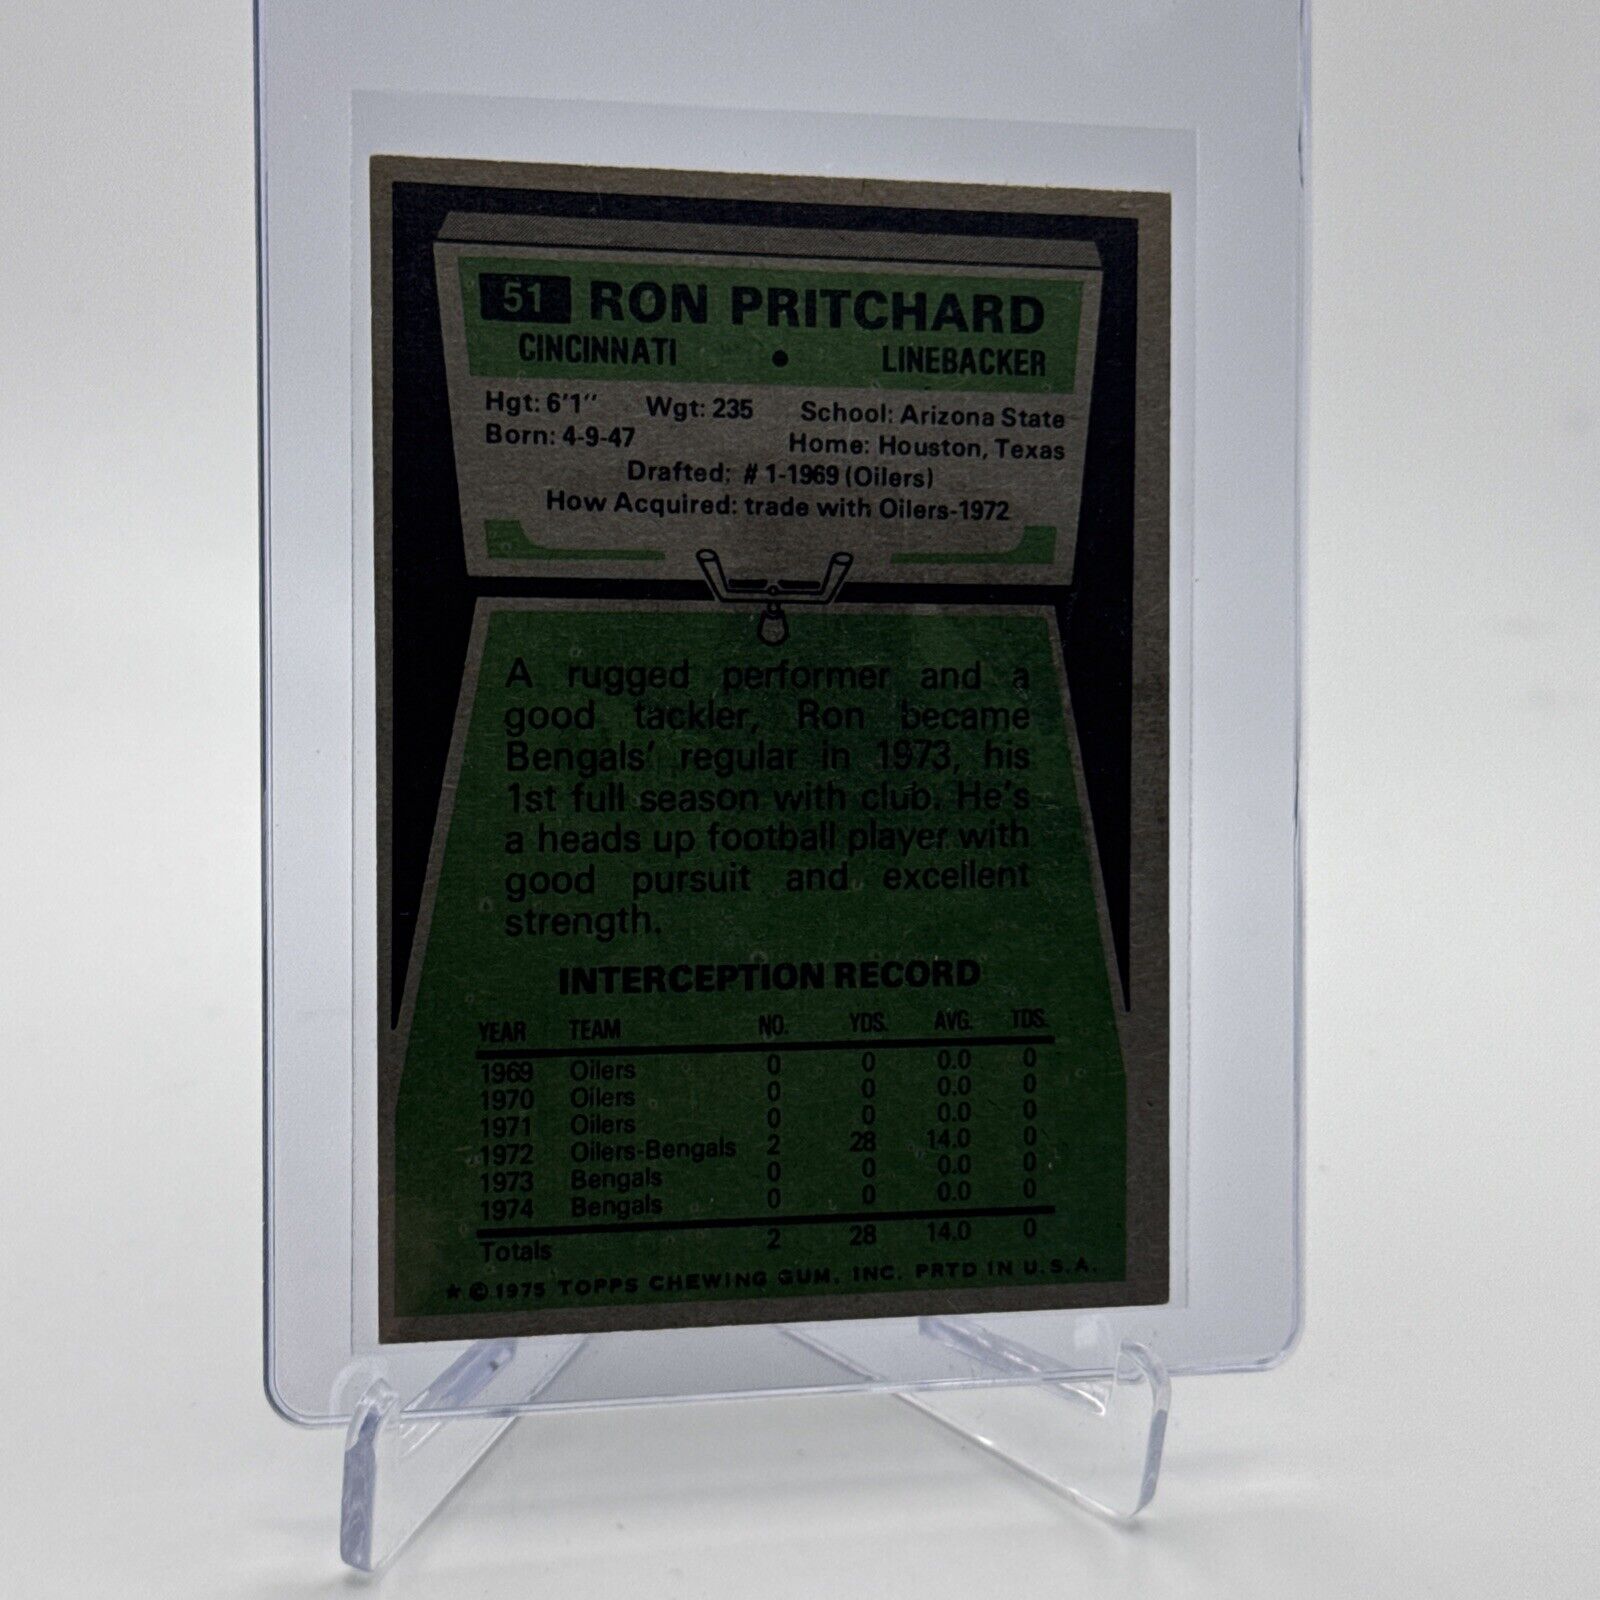 51 RON PRITCHARD
CINCINNATI • LINEBACKER
Hgt: 6'1" Wgt: 235 School: Arizona State
Born: 4-9-47 Home: Houston, Texas
Drafted: # 1-1969 (Oilers)
How Acquired: trade with Oilers-1972
A rugged performer and a
good tackler, Ron became
Bengals' regular in 1973, his
1st full season with club. He's
a heads up football player with
good pursuit and excellent
strength.
INTERCEPTION RECORD
YEAR TEAM NO. YDS. AVG. TDS.
1969 Oilers 0 0 0.0 0
1970 Oilers 0 0 0.0 0
1971 Oilers 0 0 0.0 0
1972 Oilers-Bengals 2 28 14.0 0
1973 Bengals 0 0 0.0 0
1974 Bengals 0 0 0.0 0
Totals 2 28 14.0 0
★ © 1975 TOPPS CHEWING GUM, INC. PRTD IN U.S.A.